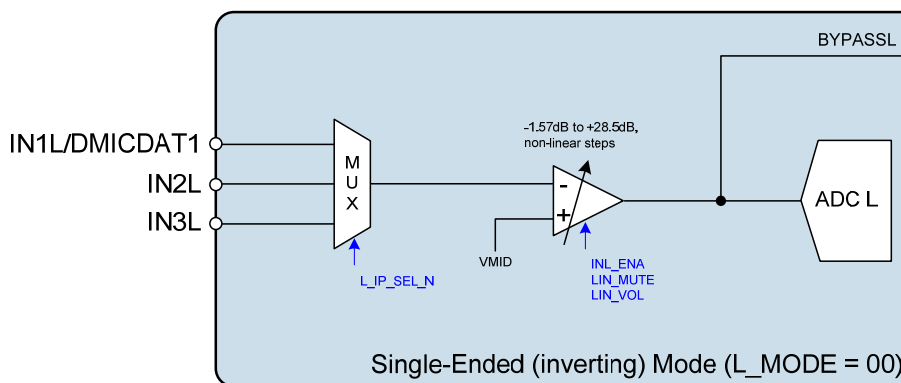 BYPASSL
-1.57dB to +28.5dB,
non-linear steps
IN1L/DMICDAT1
IN2L
IN3L
MUX
-
+
ADC L
VMID
L_IP_SEL_N
INL_ENA
LIN_MUTE
LIN_VOL
Single-Ended (inverting) Mode (L_MODE = 00)